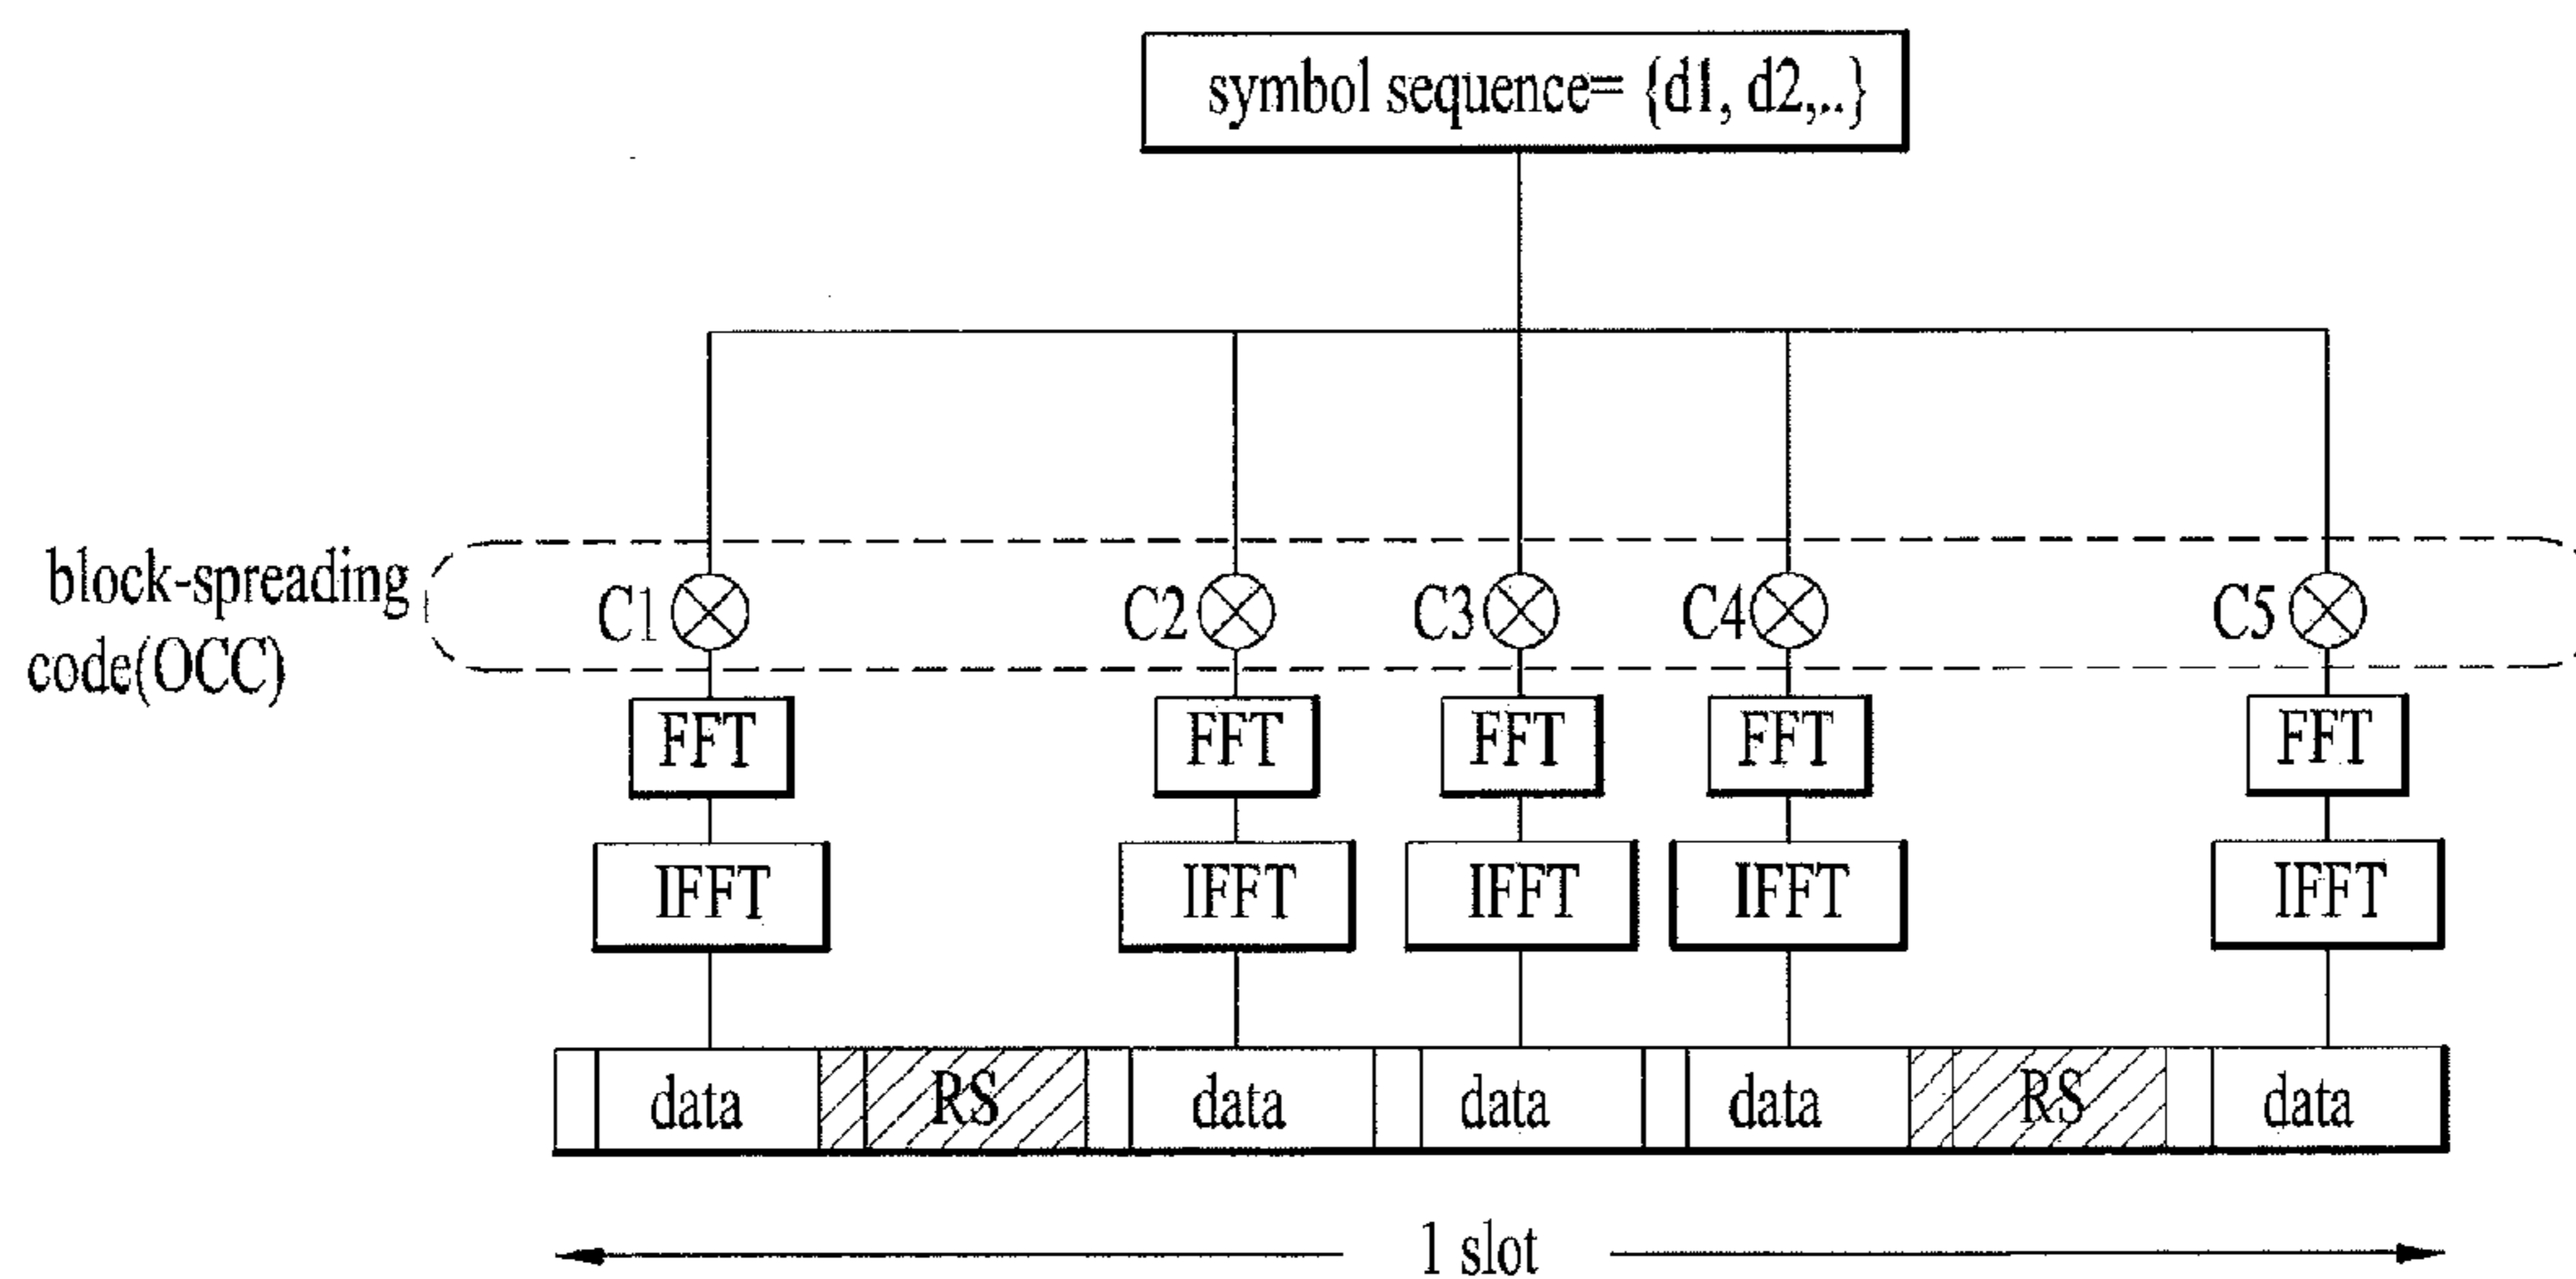 symbol sequence= {d1, d2,..}
block-spreading
code(OCC)
C1 C2 C3 C4 C5
FFT FFT FFT FFT FFT
IFFT IFFT IFFT IFFT IFFT
data RS data data data RS data
1 slot